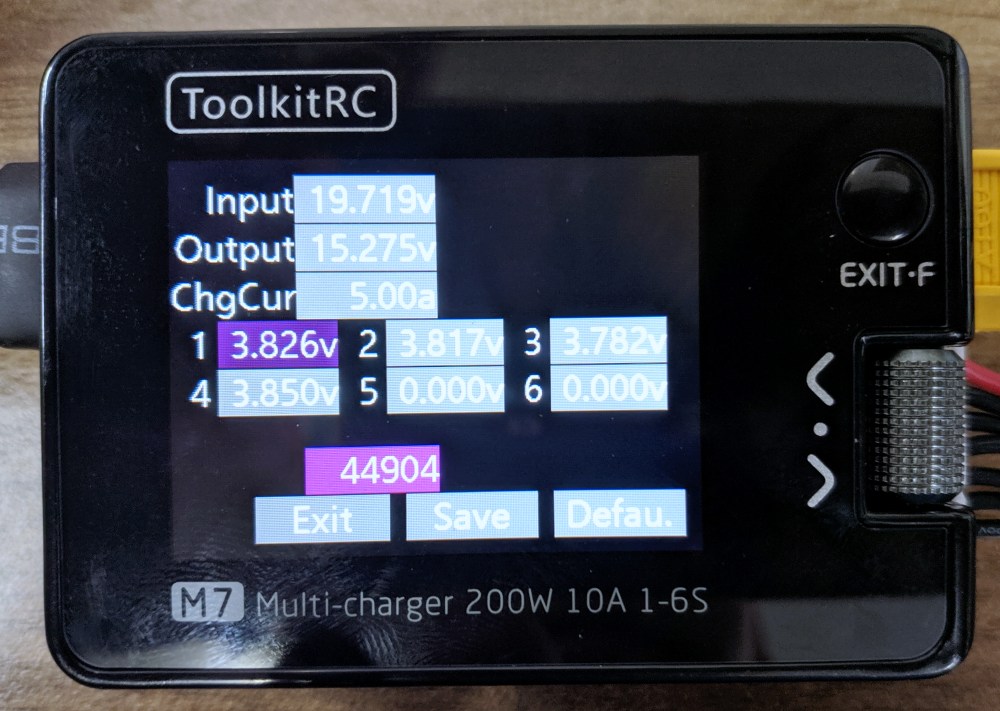 ToolkitRC
Input 19.719v
Output 15.275v
ChgCur 5.00a
1 3.826v 2 3.817v 3 3.782v
4 3.850v 5 0.000v 6 0.000v
44904
Exit Save Defau.
EXIT·F
M7 Multi-charger 200W 10A 1-6S